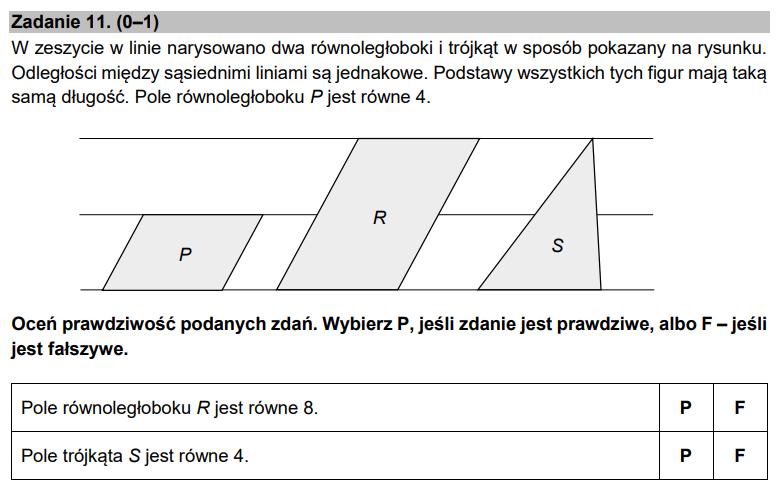 Zadanie 11. (0–1)
W zeszycie w linie narysowano dwa równoległoboki i trójkąt w sposób pokazany na rysunku.
Odległości między sąsiednimi liniami są jednakowe. Podstawy wszystkich tych figur mają taką
samą długość. Pole równoległoboku P jest równe 4.
R
P
S
Oceń prawdziwość podanych zdań. Wybierz P, jeśli zdanie jest prawdziwe, albo F – jeśli
jest fałszywe.
Pole równoległoboku R jest równe 8. P F
Pole trójkąta S jest równe 4. P F